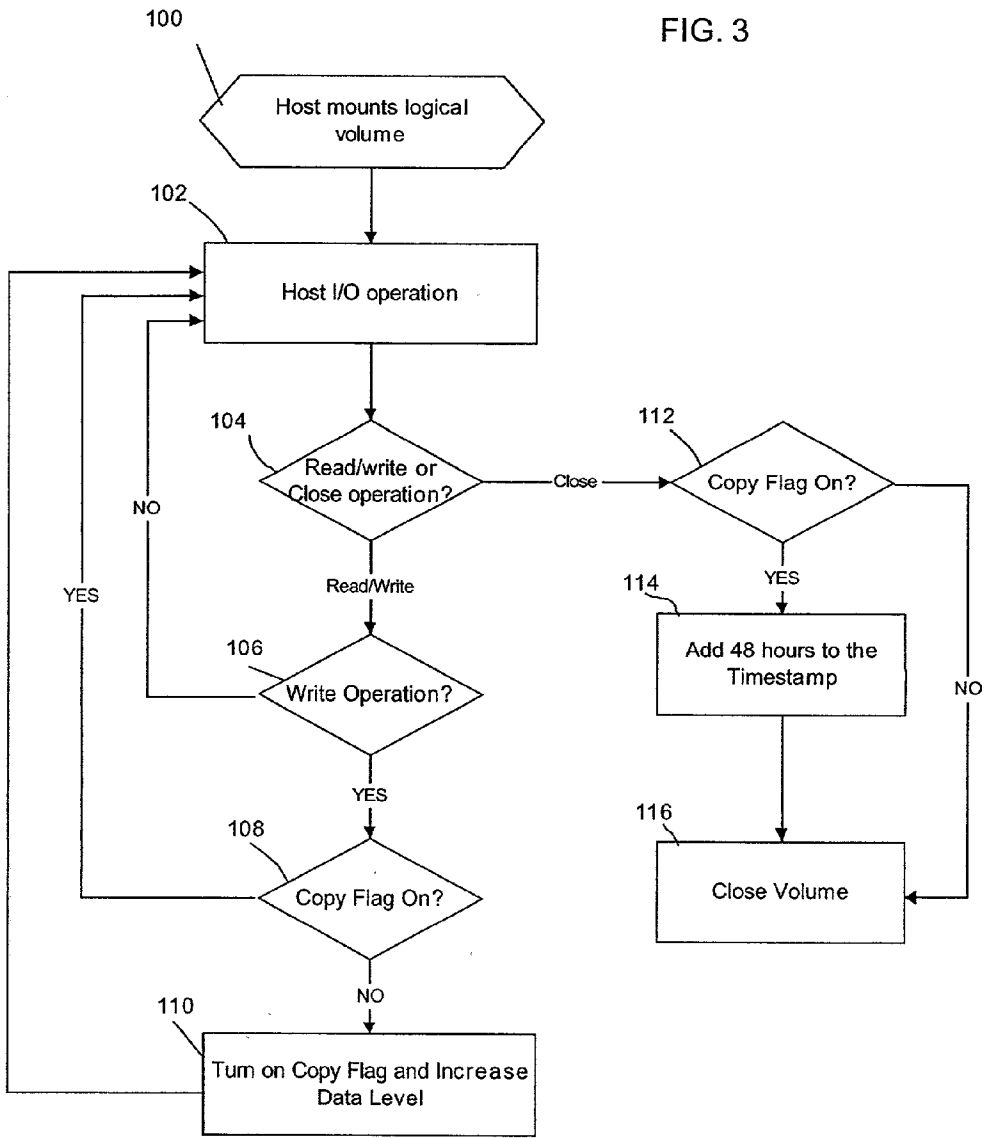 FIG. 3
100
Host mounts logical
volume
102
Host I/O operation
104
Read/write or
Close operation?
Close
112
Copy Flag On?
NO
YES
Read/Write
YES
114
Add 48 hours to the
Timestamp
NO
106
Write Operation?
YES
108
Copy Flag On?
116
Close Volume
NO
110
Turn on Copy Flag and Increase
Data Level